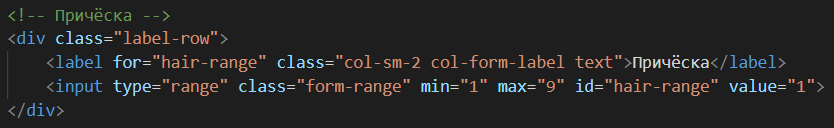 <!-- Причёска -->
<div class="label-row">
    <label for="hair-range" class="col-sm-2 col-form-label text">Причёска</label>
    <input type="range" class="form-range" min="1" max="9" id="hair-range" value="1">
</div>